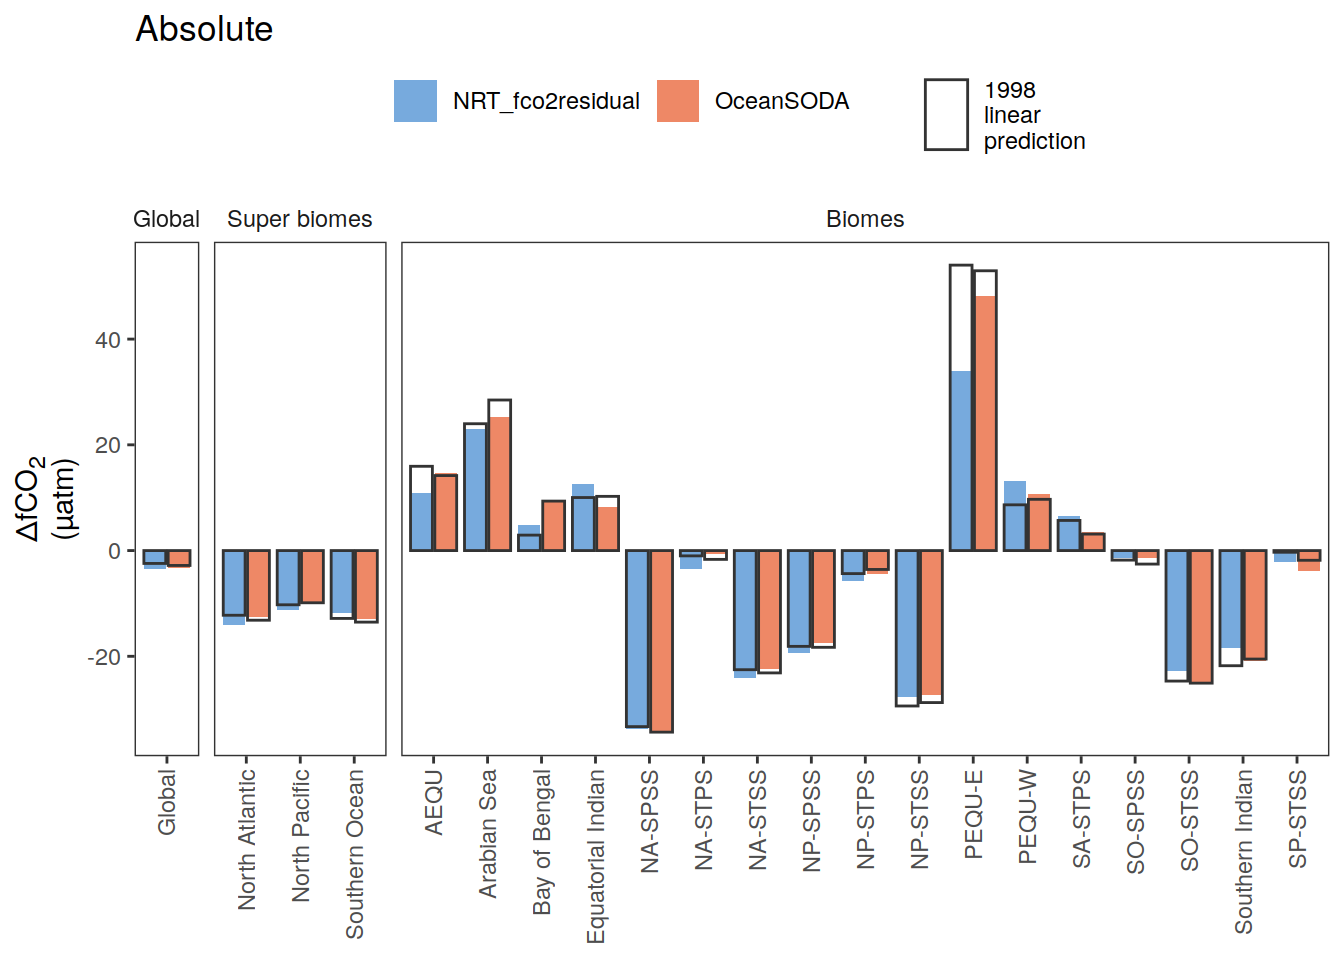 Absolute
NRT_fco2residual
OceanSODA
1998
linear
prediction
Global
Super biomes
Biomes
ΔfCO₂
(µatm)
40
20
0
-20
Global
North Atlantic
North Pacific
Southern Ocean
AEQU
Arabian Sea
Bay of Bengal
Equatorial Indian
NA-SPSS
NA-STPS
NA-STSS
NP-SPSS
NP-STPS
NP-STSS
PEQU-E
PEQU-W
SA-STPS
SO-SPSS
SO-STSS
Southern Indian
SP-STSS